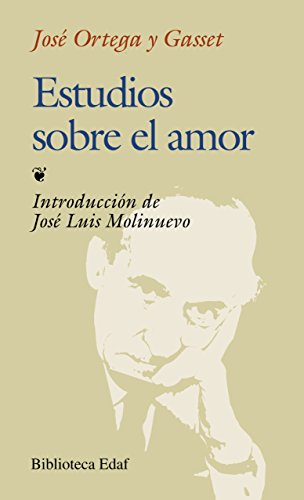 José Ortega y Gasset
Estudios
sobre el amor
Introducción de
José Luis Molinuevo
Biblioteca Edaf